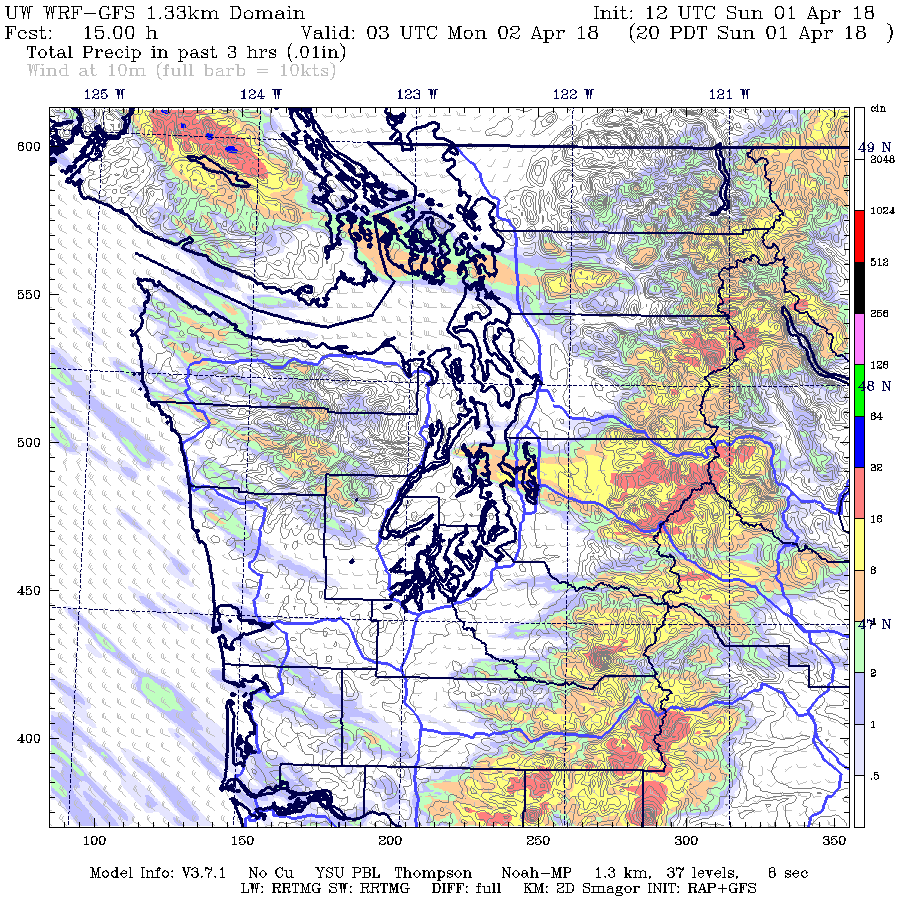 UW WRF-GFS 1.33km Domain Init: 12 UTC Sun 01 Apr 18
Fcst: 15.00 h Valid: 03 UTC Mon 02 Apr 18 (20 PDT Sun 01 Apr 18 )
Total Precip in past 3 hrs (.01in)
Wind at 10m (full barb = 10kts)
125 W 124 W 123 W 122 W 121 W
cin
600 49 N
2048
1024
550 512
256
128
48 N
64
500 32
16
8
450 4
47 N
2
400 1
.5
100 150 200 250 300 350
Model Info: V3.7.1 No Cu YSU PBL Thompson Noah-MP 1.3 km, 37 levels, 8 sec
LW: RRTMG SW: RRTMG DIFF: full KM: 2D Smagor INIT: RAP+GFS